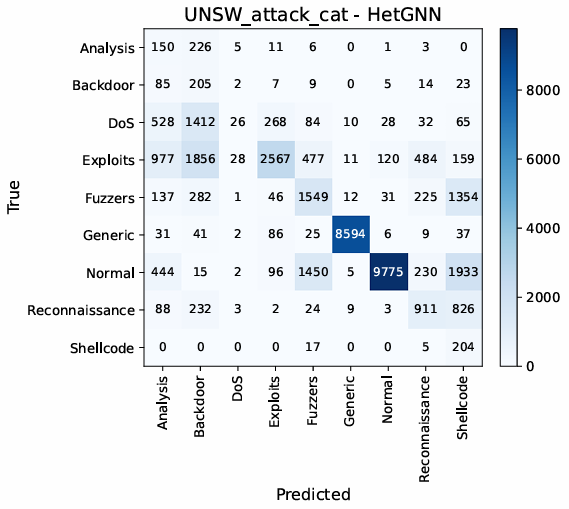 UNSW_attack_cat - HetGNN
Analysis 150 226 5 11 6 0 1 3 0
Backdoor 85 205 2 7 9 0 5 14 23
DoS 528 1412 26 268 84 10 28 32 65
Exploits 977 1856 28 2567 477 11 120 484 159
Fuzzers 137 282 1 46 1549 12 31 225 1354
Generic 31 41 2 86 25 8594 6 9 37
Normal 444 15 2 96 1450 5 9775 230 1933
Reconnaissance 88 232 3 2 24 9 3 911 826
Shellcode 0 0 0 0 17 0 0 5 204
True
Analysis Backdoor DoS Exploits Fuzzers Generic Normal Reconnaissance Shellcode
Predicted
8000
6000
4000
2000
0